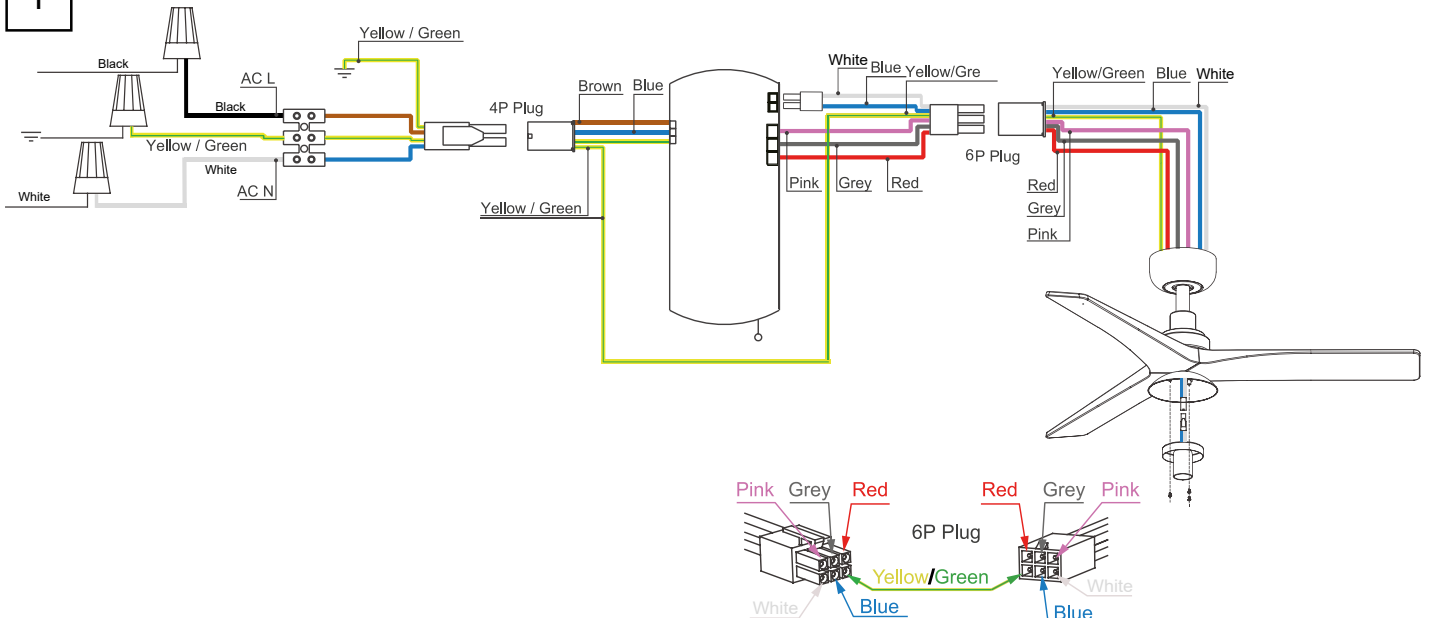 1
Yellow / Green
Black
AC L
Black
Yellow / Green
White
White
AC N
4P Plug
Brown
Blue
Yellow / Green
White
Blue
Yellow/Gre
Pink
Grey
Red
6P Plug
Yellow/Green
Blue
White
Red
Grey
Pink
Pink
Grey
Red
Red
Grey
Pink
6P Plug
Yellow/Green
White
Blue
White
Blue